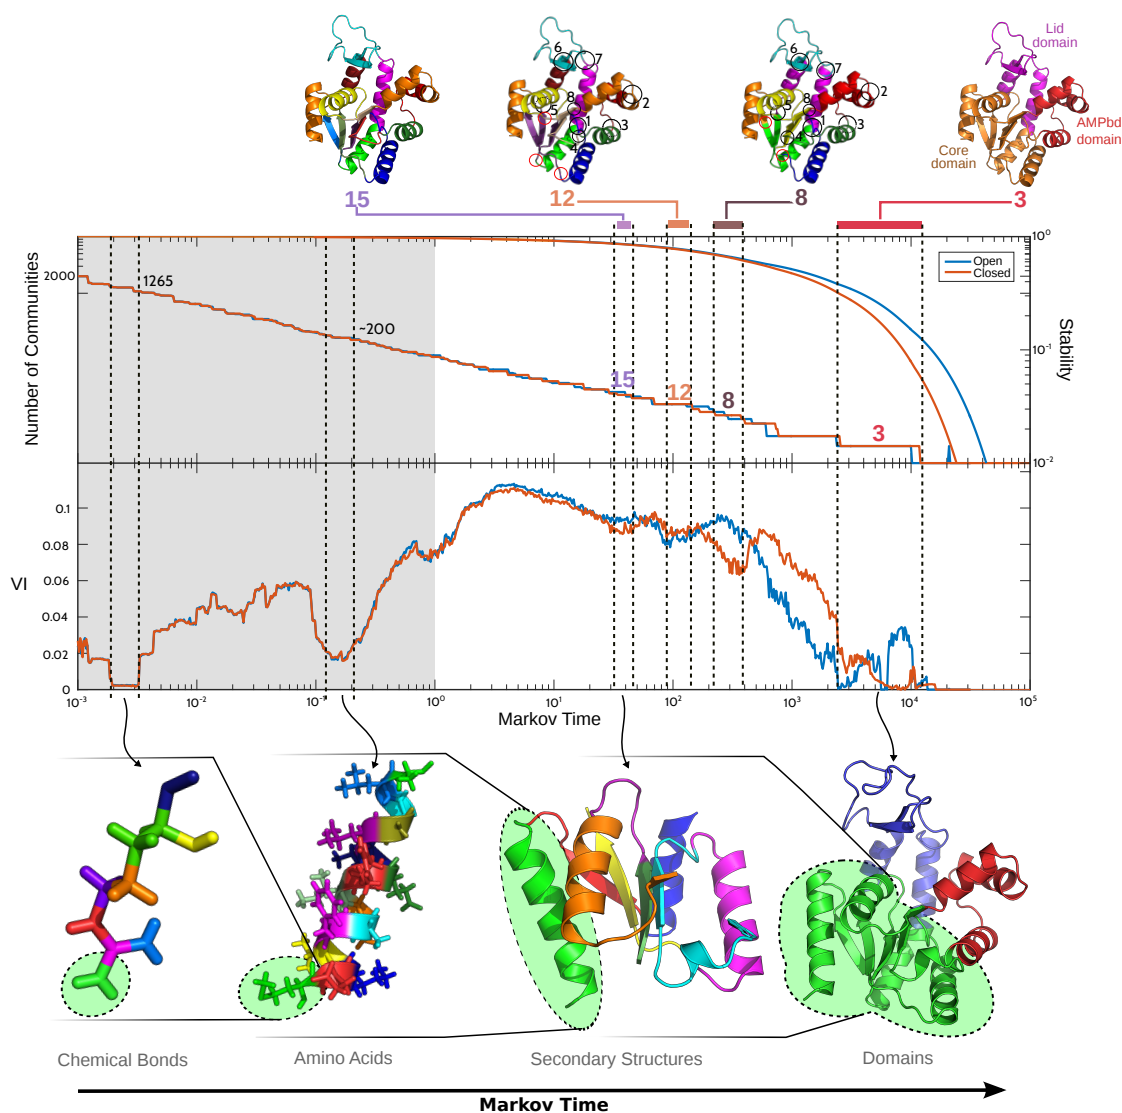 Lid
domain
6
7
8
5
2
1
3
4
6
7
8
5
2
1
3
4
AMPbd
domain
Core
domain
15
12
8
3
Number of Communities
2000
1265
~200
15
12
8
3
Open
Closed
10⁰
10⁻¹
10⁻²
Stability
VI
0.1
0.08
0.06
0.04
0.02
0
10⁻³
10⁻²
10⁻¹
10⁰
10¹
10²
10³
10⁴
10⁵
Markov Time
Chemical Bonds
Amino Acids
Secondary Structures
Domains
Markov Time